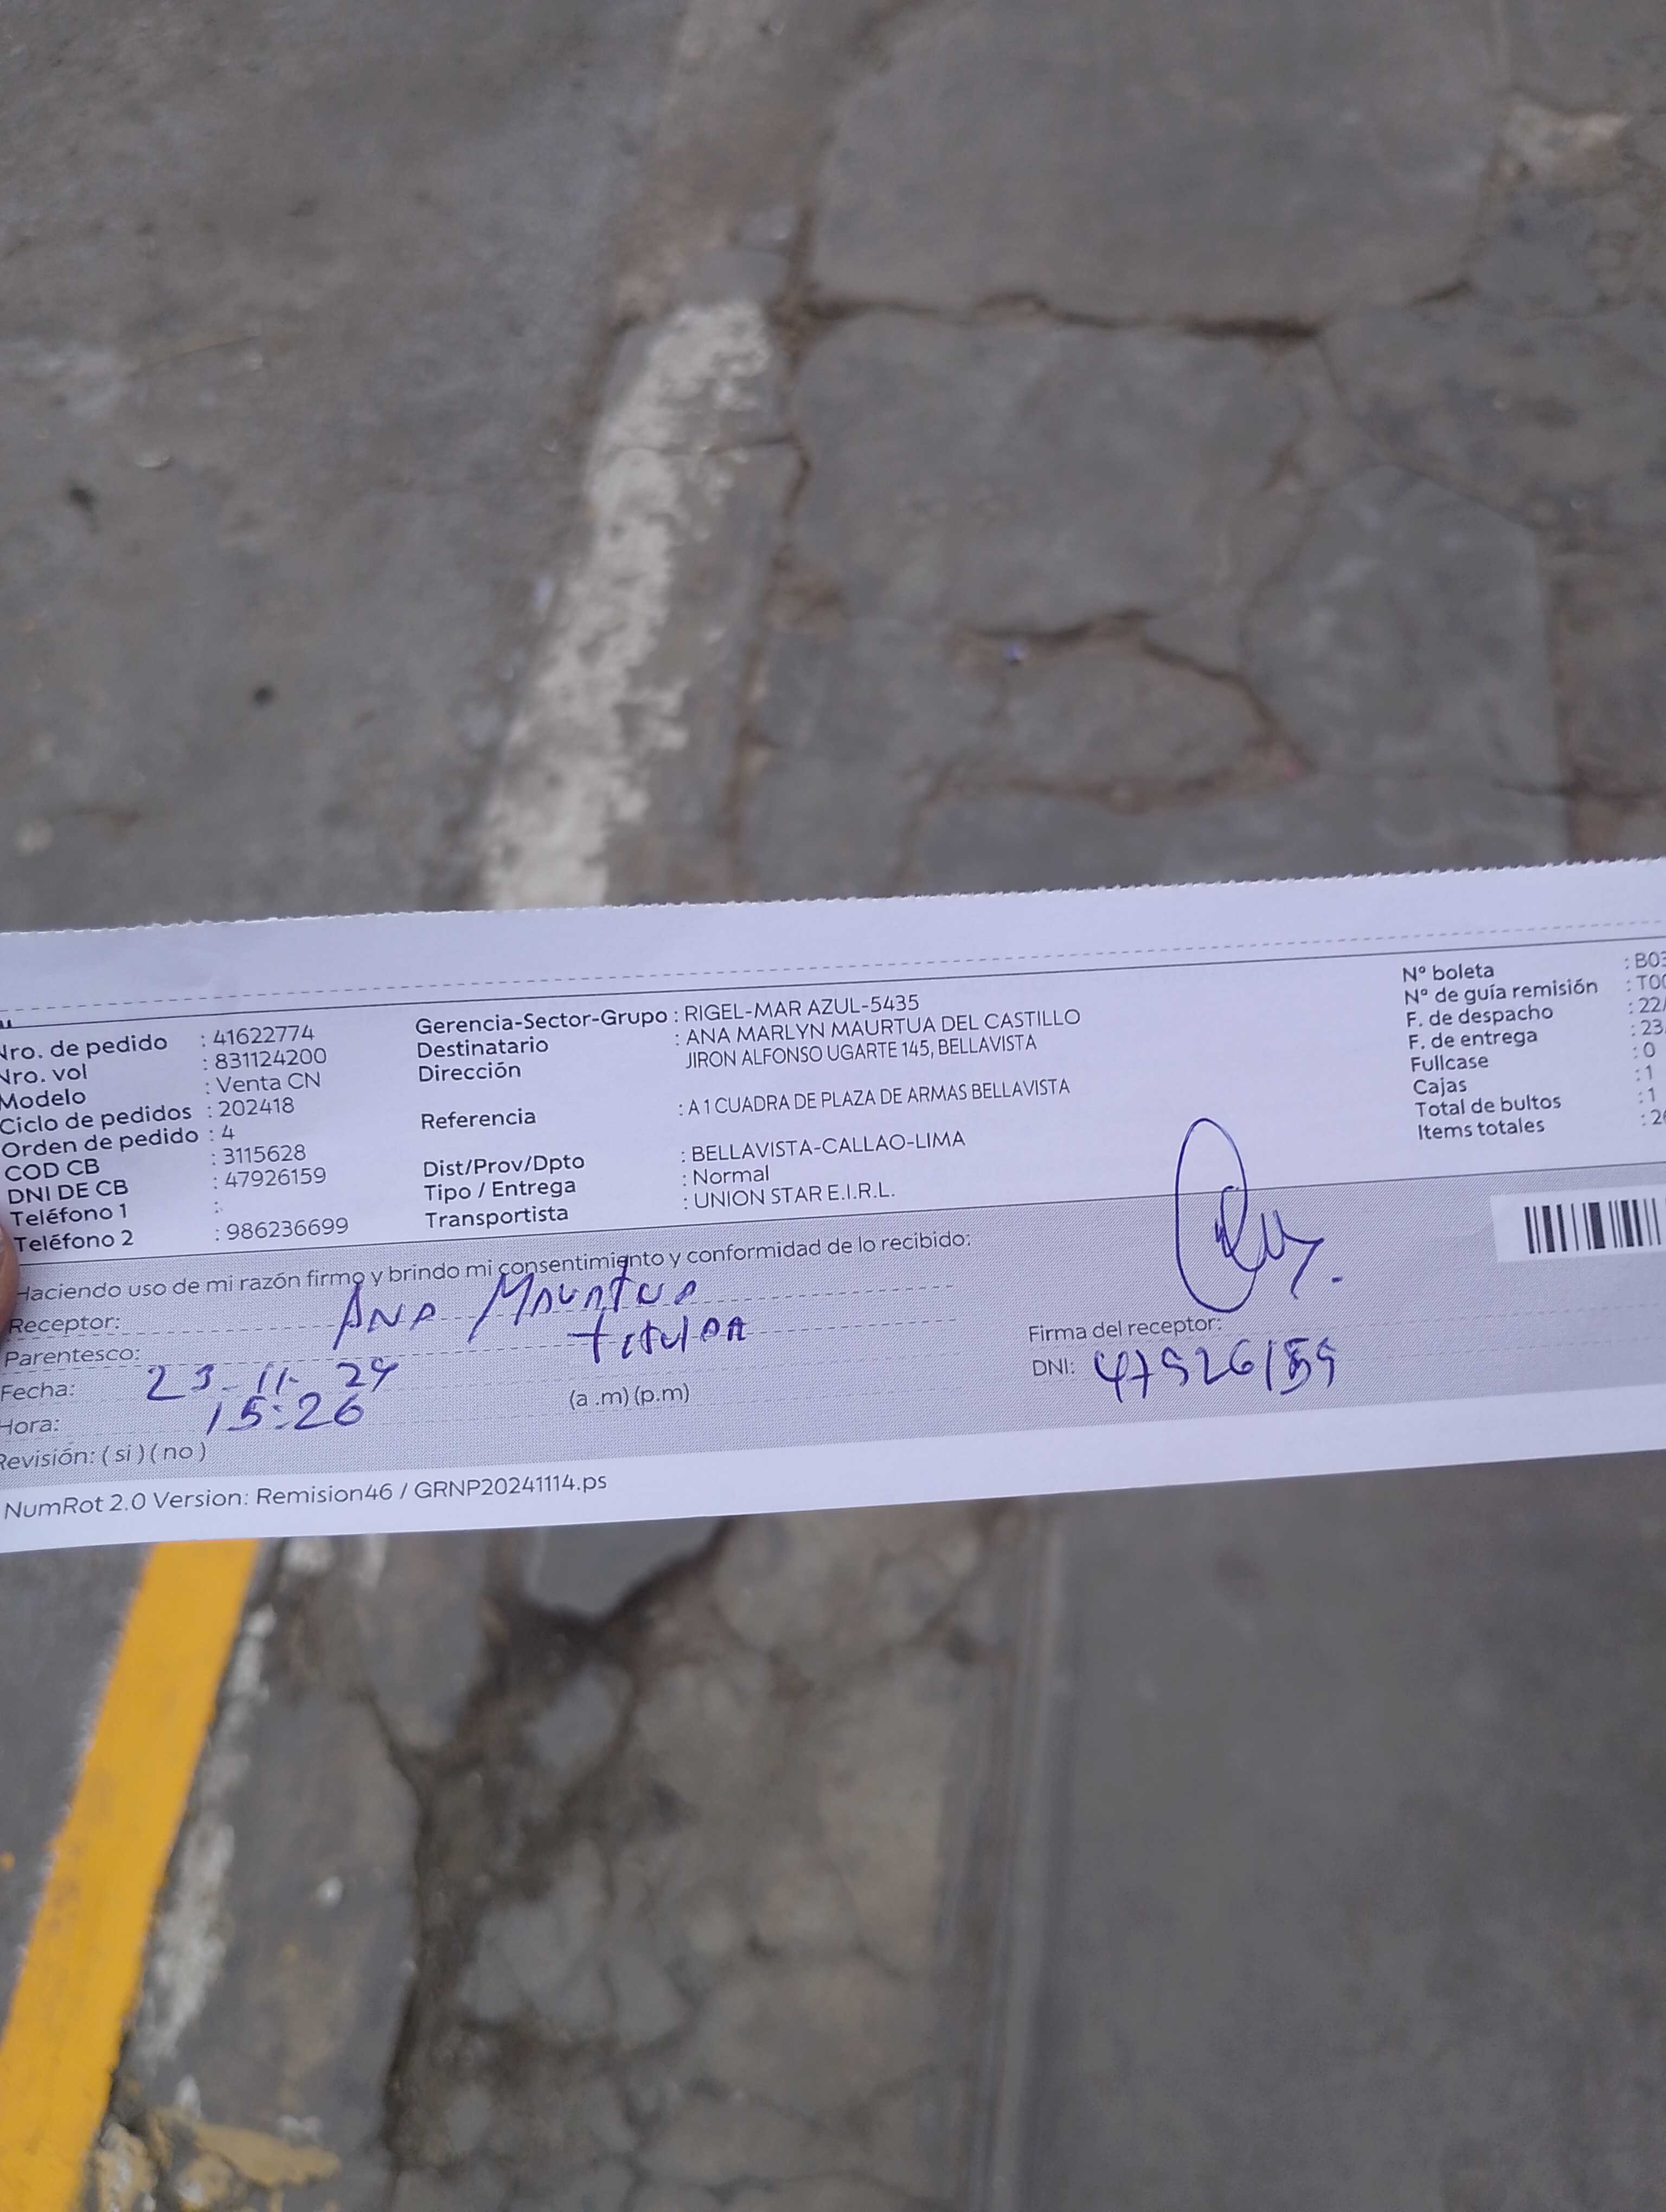 Nro. de pedido : 41622774
Nro. vol : 831124200
Modelo : Venta CN
Ciclo de pedidos : 202418
Orden de pedido : 4
COD CB : 3115628
DNI DE CB : 47926159
Teléfono 1 :
Teléfono 2 : 986236699
Gerencia-Sector-Grupo : RIGEL-MAR AZUL-5435
Destinatario : ANA MARLYN MAURTUA DEL CASTILLO
Dirección JIRON ALFONSO UGARTE 145, BELLAVISTA
Referencia : A 1 CUADRA DE PLAZA DE ARMAS BELLAVISTA
Dist/Prov/Dpto : BELLAVISTA-CALLAO-LIMA
Tipo / Entrega : Normal
Transportista : UNION STAR E.I.R.L.
N° boleta : B03
N° de guía remisión : T00
F. de despacho : 22/
F. de entrega : 23
Fullcase : 0
Cajas : 1
Total de bultos : 1
Items totales : 26
Haciendo uso de mi razón firmo y brindo mi consentimiento y conformidad de lo recibido:
Receptor: ANA MAURTUA
Parentesco: titular
Fecha: 23-11-24
Hora: 15:26 (a .m) (p.m)
Revisión: ( si ) ( no )
Firma del receptor:
DNI: 47926159
NumRot 2.0 Version: Remision46 / GRNP20241114.ps